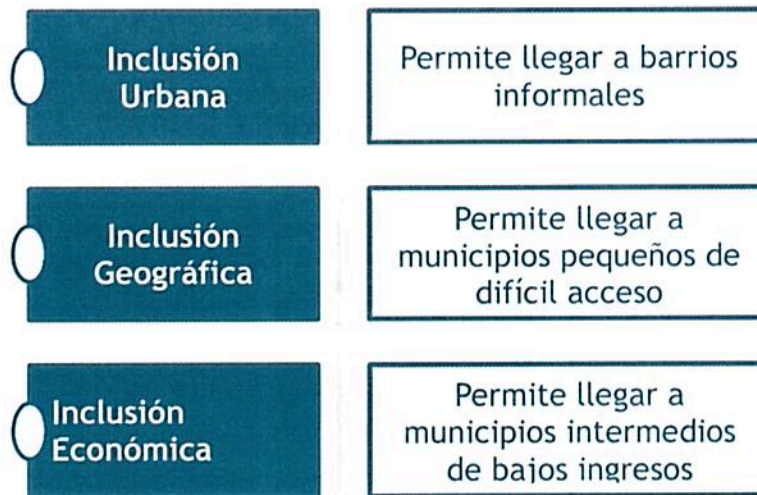 Inclusión
Urbana
Permite llegar a barrios
informales
Inclusión
Geográfica
Permite llegar a
municipios pequeños de
difícil acceso
Inclusión
Económica
Permite llegar a
municipios intermedios
de bajos ingresos